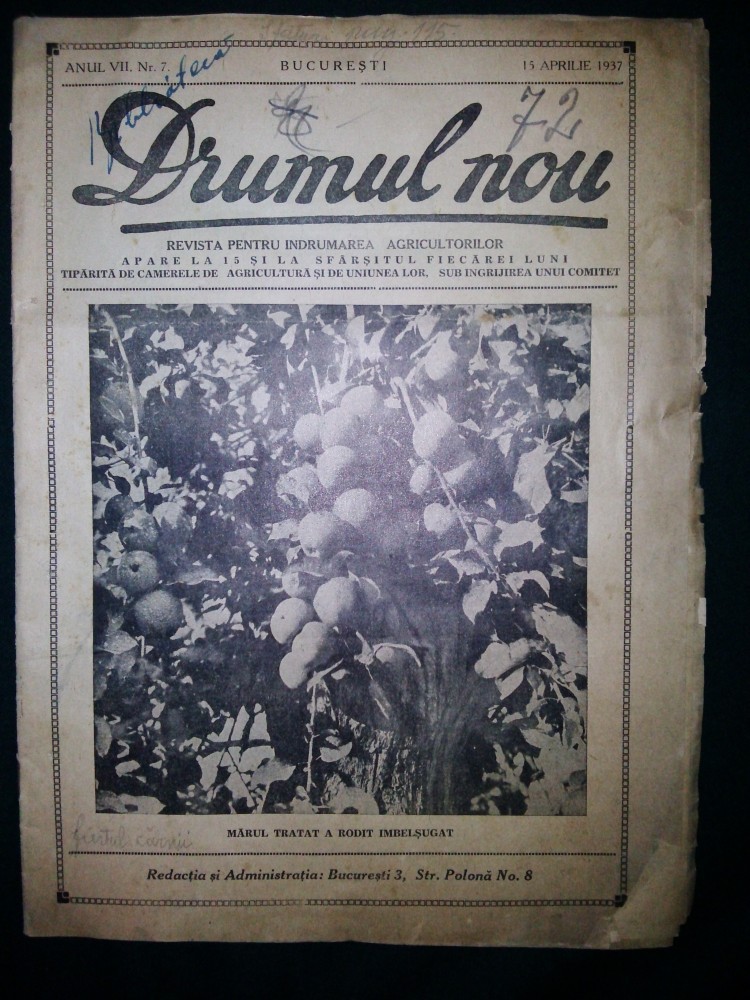 ANUL VII. Nr. 7.
BUCUREŞTI
15 APRILIE 1937
72
Drumul nou
REVISTA PENTRU INDRUMAREA AGRICULTORILOR
APARE LA 15 ŞI LA SFÂRŞITUL FIECĂREI LUNI
TIPĂRITĂ DE CAMERELE DE AGRICULTURĂ ŞI DE UNIUNEA LOR, SUB INGRIJIREA UNUI COMITET
MĂRUL TRATAT A RODIT IMBELŞUGAT
Redacţia şi Administraţia: Bucureşti 3, Str. Polonă No. 8